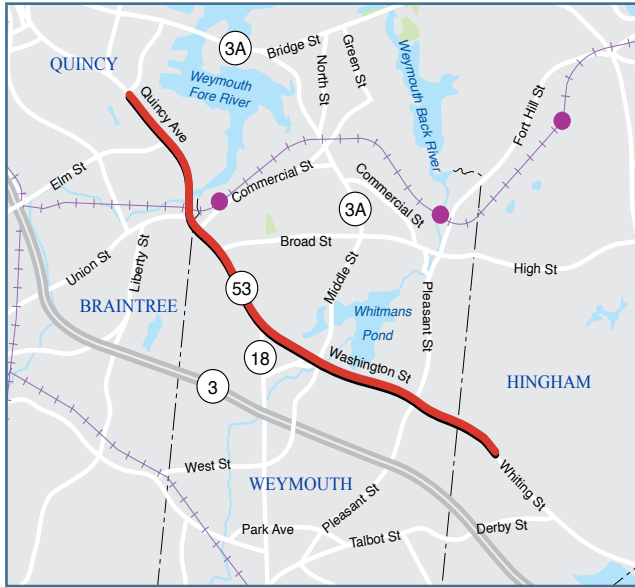 3A
Bridge St
Green St
North St
QUINCY
Weymouth
Fore River
Weymouth Back River
Quincy Ave
Fort Hill St
Elm St
Commercial St
Commercial St
3A
Broad St
High St
Union St
Liberty St
Middle St
53
BRAINTREE
Whitmans
Pond
Pleasant St
18
Washington St
3
HINGHAM
West St
WEYMOUTH
Whiting St
Pleasant St
Park Ave
Talbot St
Derby St